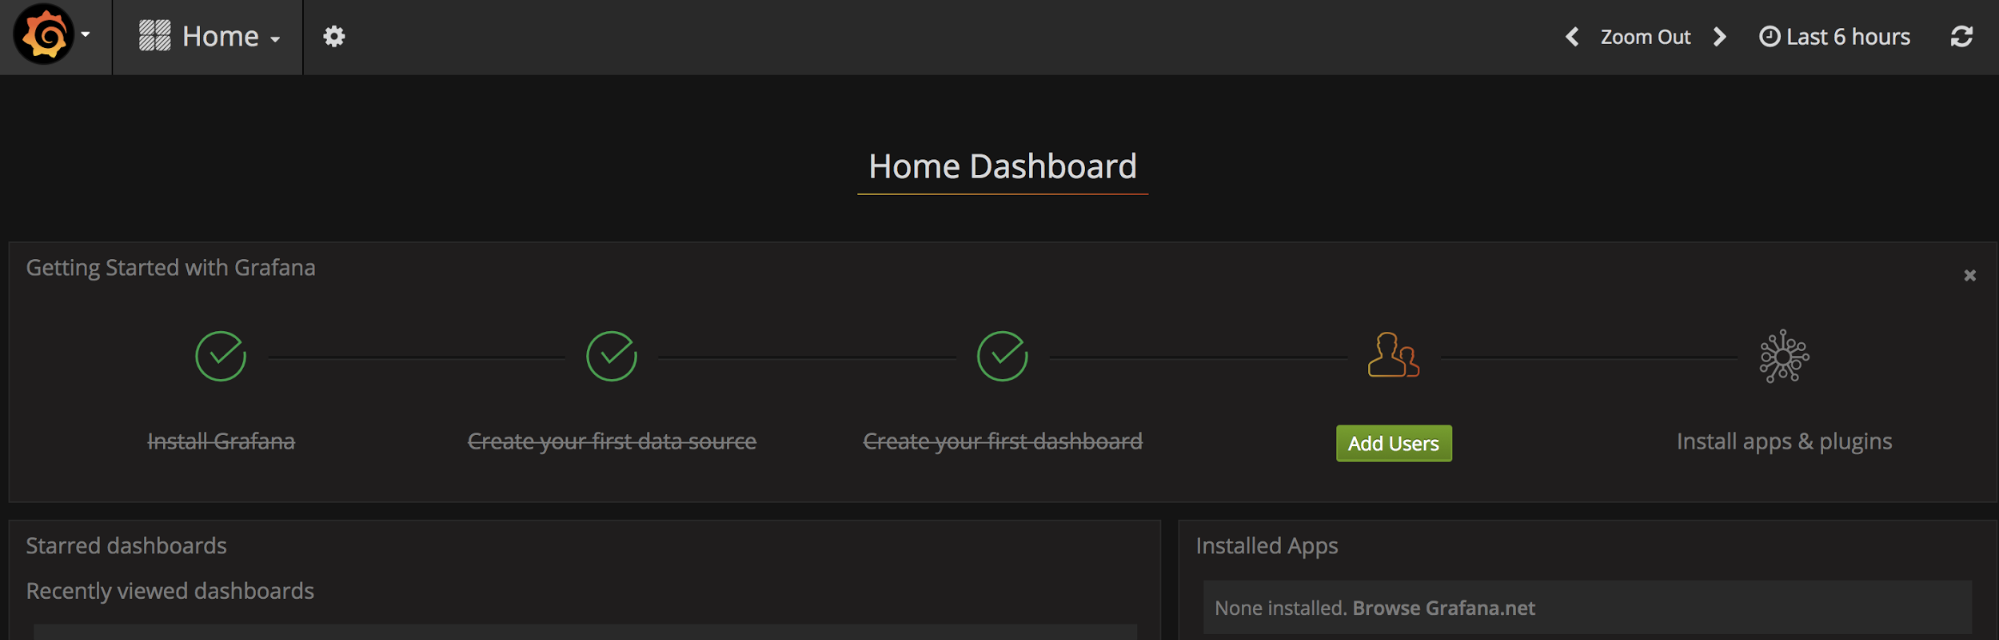 Home
Zoom Out
Last 6 hours
Home Dashboard
Getting Started with Grafana
Install Grafana
Create your first data source
Create your first dashboard
Add Users
Install apps & plugins
Starred dashboards
Recently viewed dashboards
Installed Apps
None installed. Browse Grafana.net